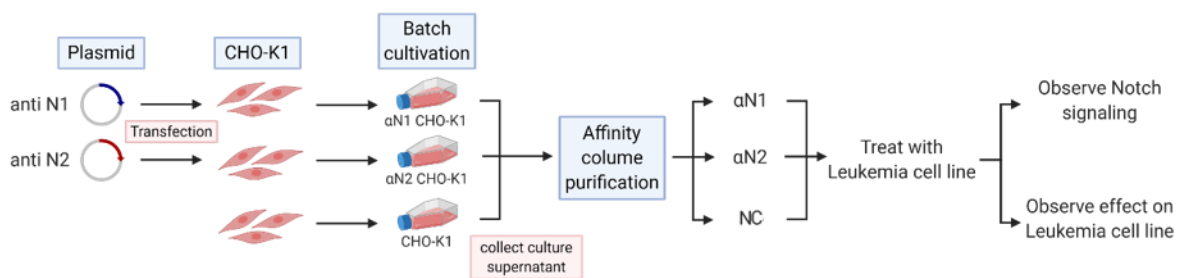 Plasmid
CHO-K1
Batch
cultivation
anti N1
Transfection
αN1 CHO-K1
anti N2
αN2 CHO-K1
CHO-K1
collect culture
supernatant
Affinity
colume
purification
αN1
αN2
NC
Treat with
Leukemia cell line
Observe Notch
signaling
Observe effect on
Leukemia cell line